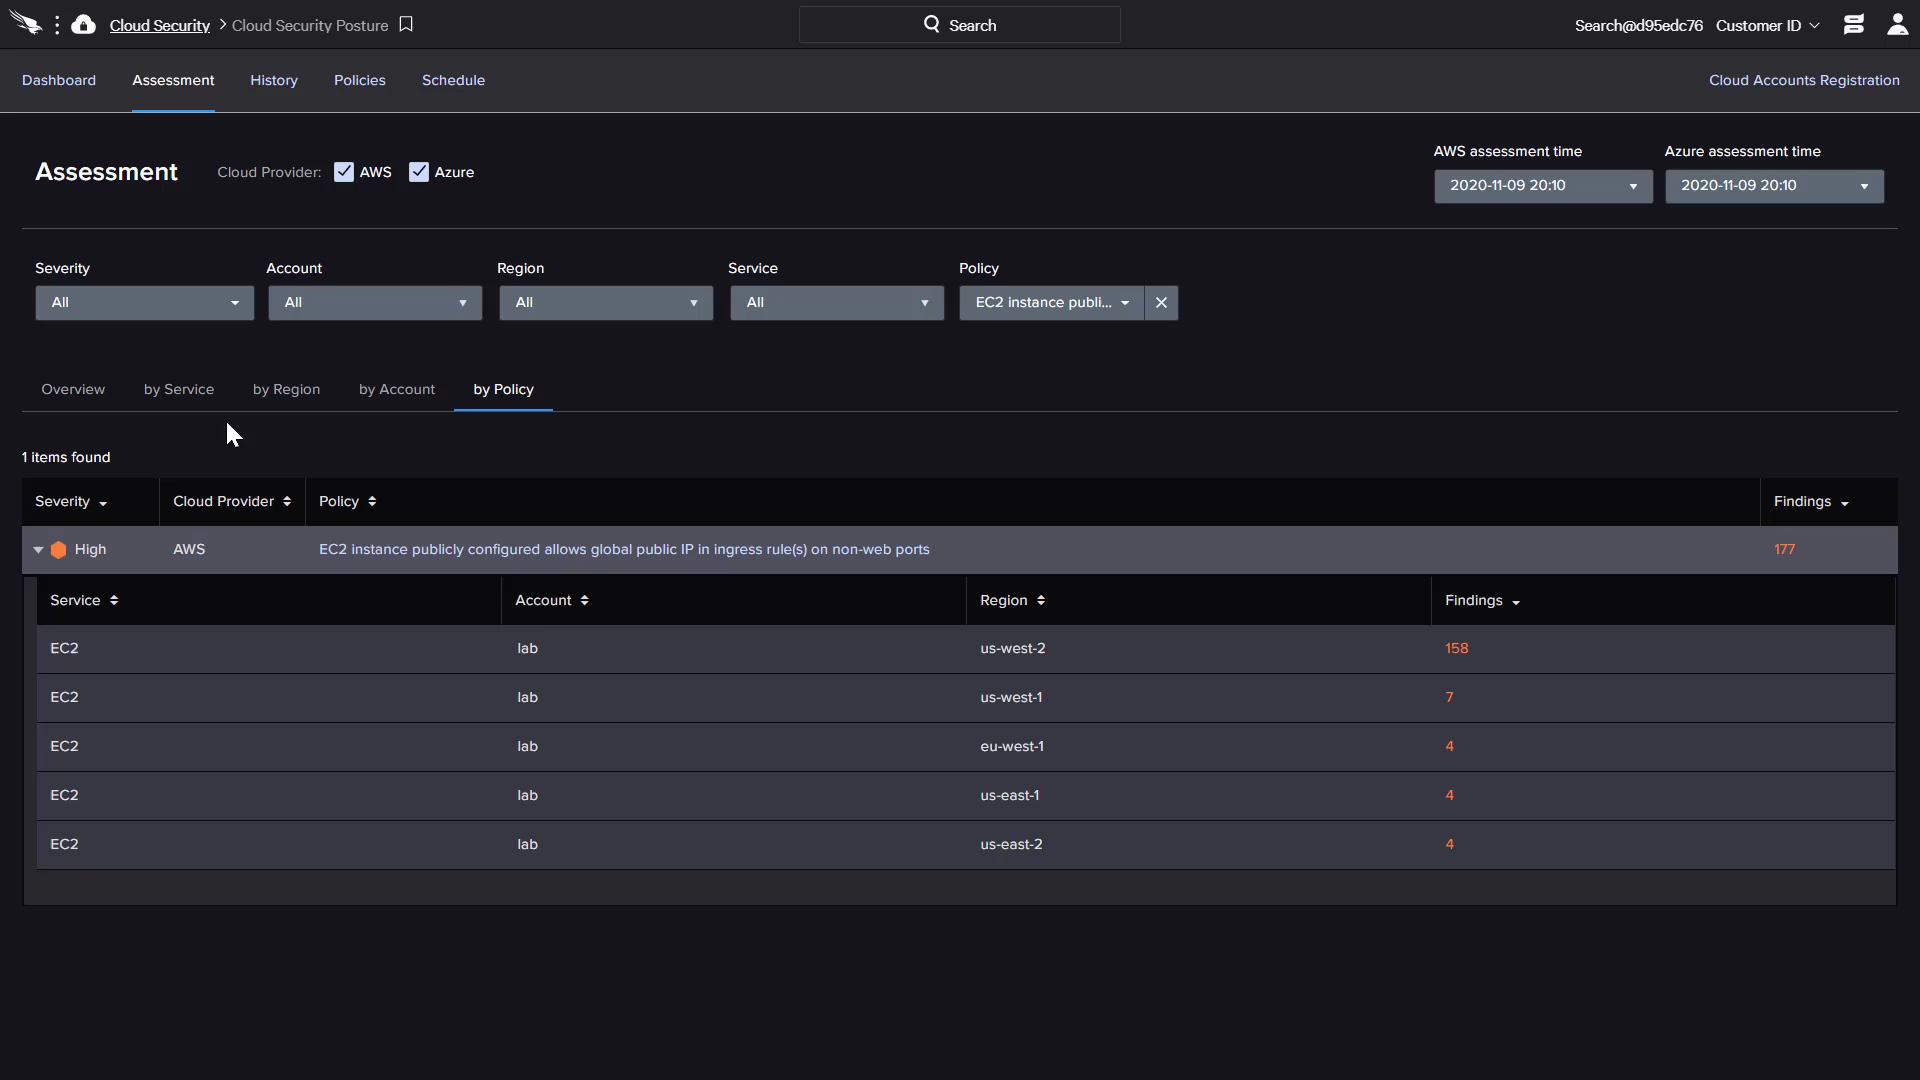 Cloud Security > Cloud Security Posture
Search
Search@d95edc76 Customer ID
Dashboard Assessment History Policies Schedule Cloud Accounts Registration
Assessment Cloud Provider: AWS Azure
AWS assessment time Azure assessment time
2020-11-09 20:10 2020-11-09 20:10
Severity Account Region Service Policy
All All All All EC2 instance publi...
Overview by Service by Region by Account by Policy
1 items found
Severity Cloud Provider Policy Findings
High AWS EC2 instance publicly configured allows global public IP in ingress rule(s) on non-web ports 177
Service Account Region Findings
EC2 lab us-west-2 158
EC2 lab us-west-1 7
EC2 lab eu-west-1 4
EC2 lab us-east-1 4
EC2 lab us-east-2 4